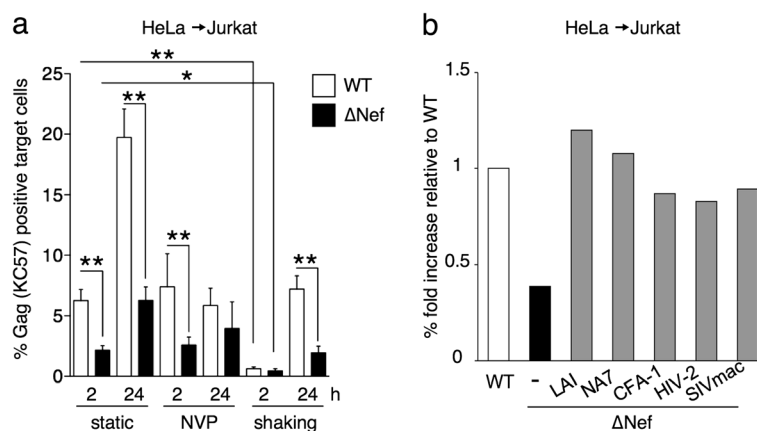 a
HeLa → Jurkat
% Gag (KC57) positive target cells
25
20
15
10
5
0
**
*
WT
ΔNef
**
**
**
**
2 24 2 24 2 24 h
static NVP shaking
b
HeLa → Jurkat
% fold increase relative to WT
1.5
1
0.5
0
WT - LAI NA7 CFA-1 HIV-2 SIVmac
ΔNef